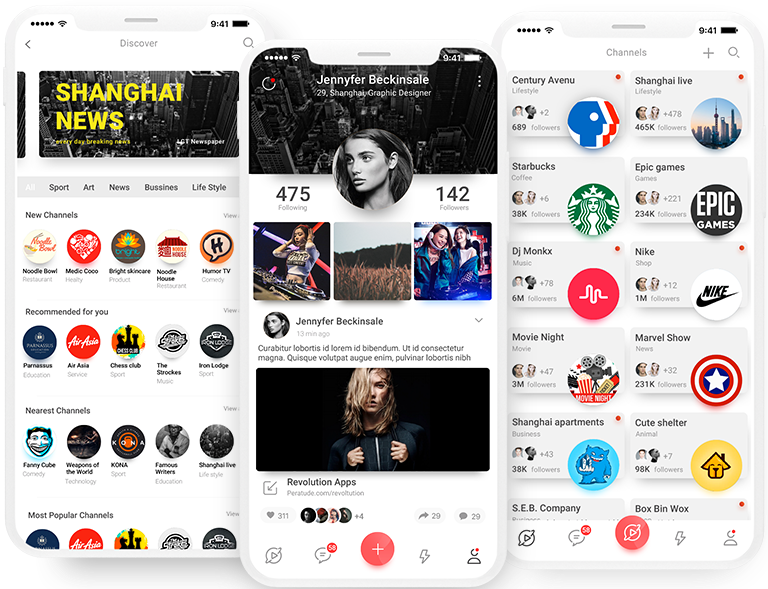 9:41
Discover
SHANGHAI
NEWS
every day breaking news
LGT Newspaper
All Sport Art News Bussines Life Style
New Channels
View
Noodle Bowl
Restaurant
Medic Coco
Healty
Bright skincare
Product
Noodle
House
Restaurant
Humor TV
Comedy
Recommended for you
View
Parnassus
Education
Air Asia
Service
Chess club
Sport
The
Strockes
Music
Iron Lodge
Sport
Nearest Channels
View
Fanny Cube
Comedy
Weapons of
the World
Technology
KONA
Sport
Famous
Writers
Education
Shanghai live
Life style
Most Popular Channels
View
9:41
Jennyfer Beckinsale
29, Shanghai, Graphic Designer
475
Following
142
Followers
Jennyfer Beckinsale
13 min ago
Curabitur lobortis id lorem id bibendum. Ut id consectetur
magna. Quisque volutpat augue enim, pulvinar lobortis nibh
Revolution Apps
Peratude.com/revoltution
311
+4
29
29
58
9:41
Channels
Century Avenu
Lifestyle
+2
689 followers
Shanghai live
Lifestyle
+478
465K followers
Starbucks
Coffee
+6
38K followers
Epic games
Games
+221
234K followers
EPIC
GAMES
Dj Monkx
Music
+78
6M followers
Nike
Shop
+12
1M followers
NIKE
Movie Night
Movie
+47
3M followers
MOVIE NIGHT
Marvel Show
News
+32
231K followers
Shanghai apartments
Business
+43
38K followers
Cute shelter
Animal
+7
98K followers
S.E.B. Company
Business
Box Bin Wox
58